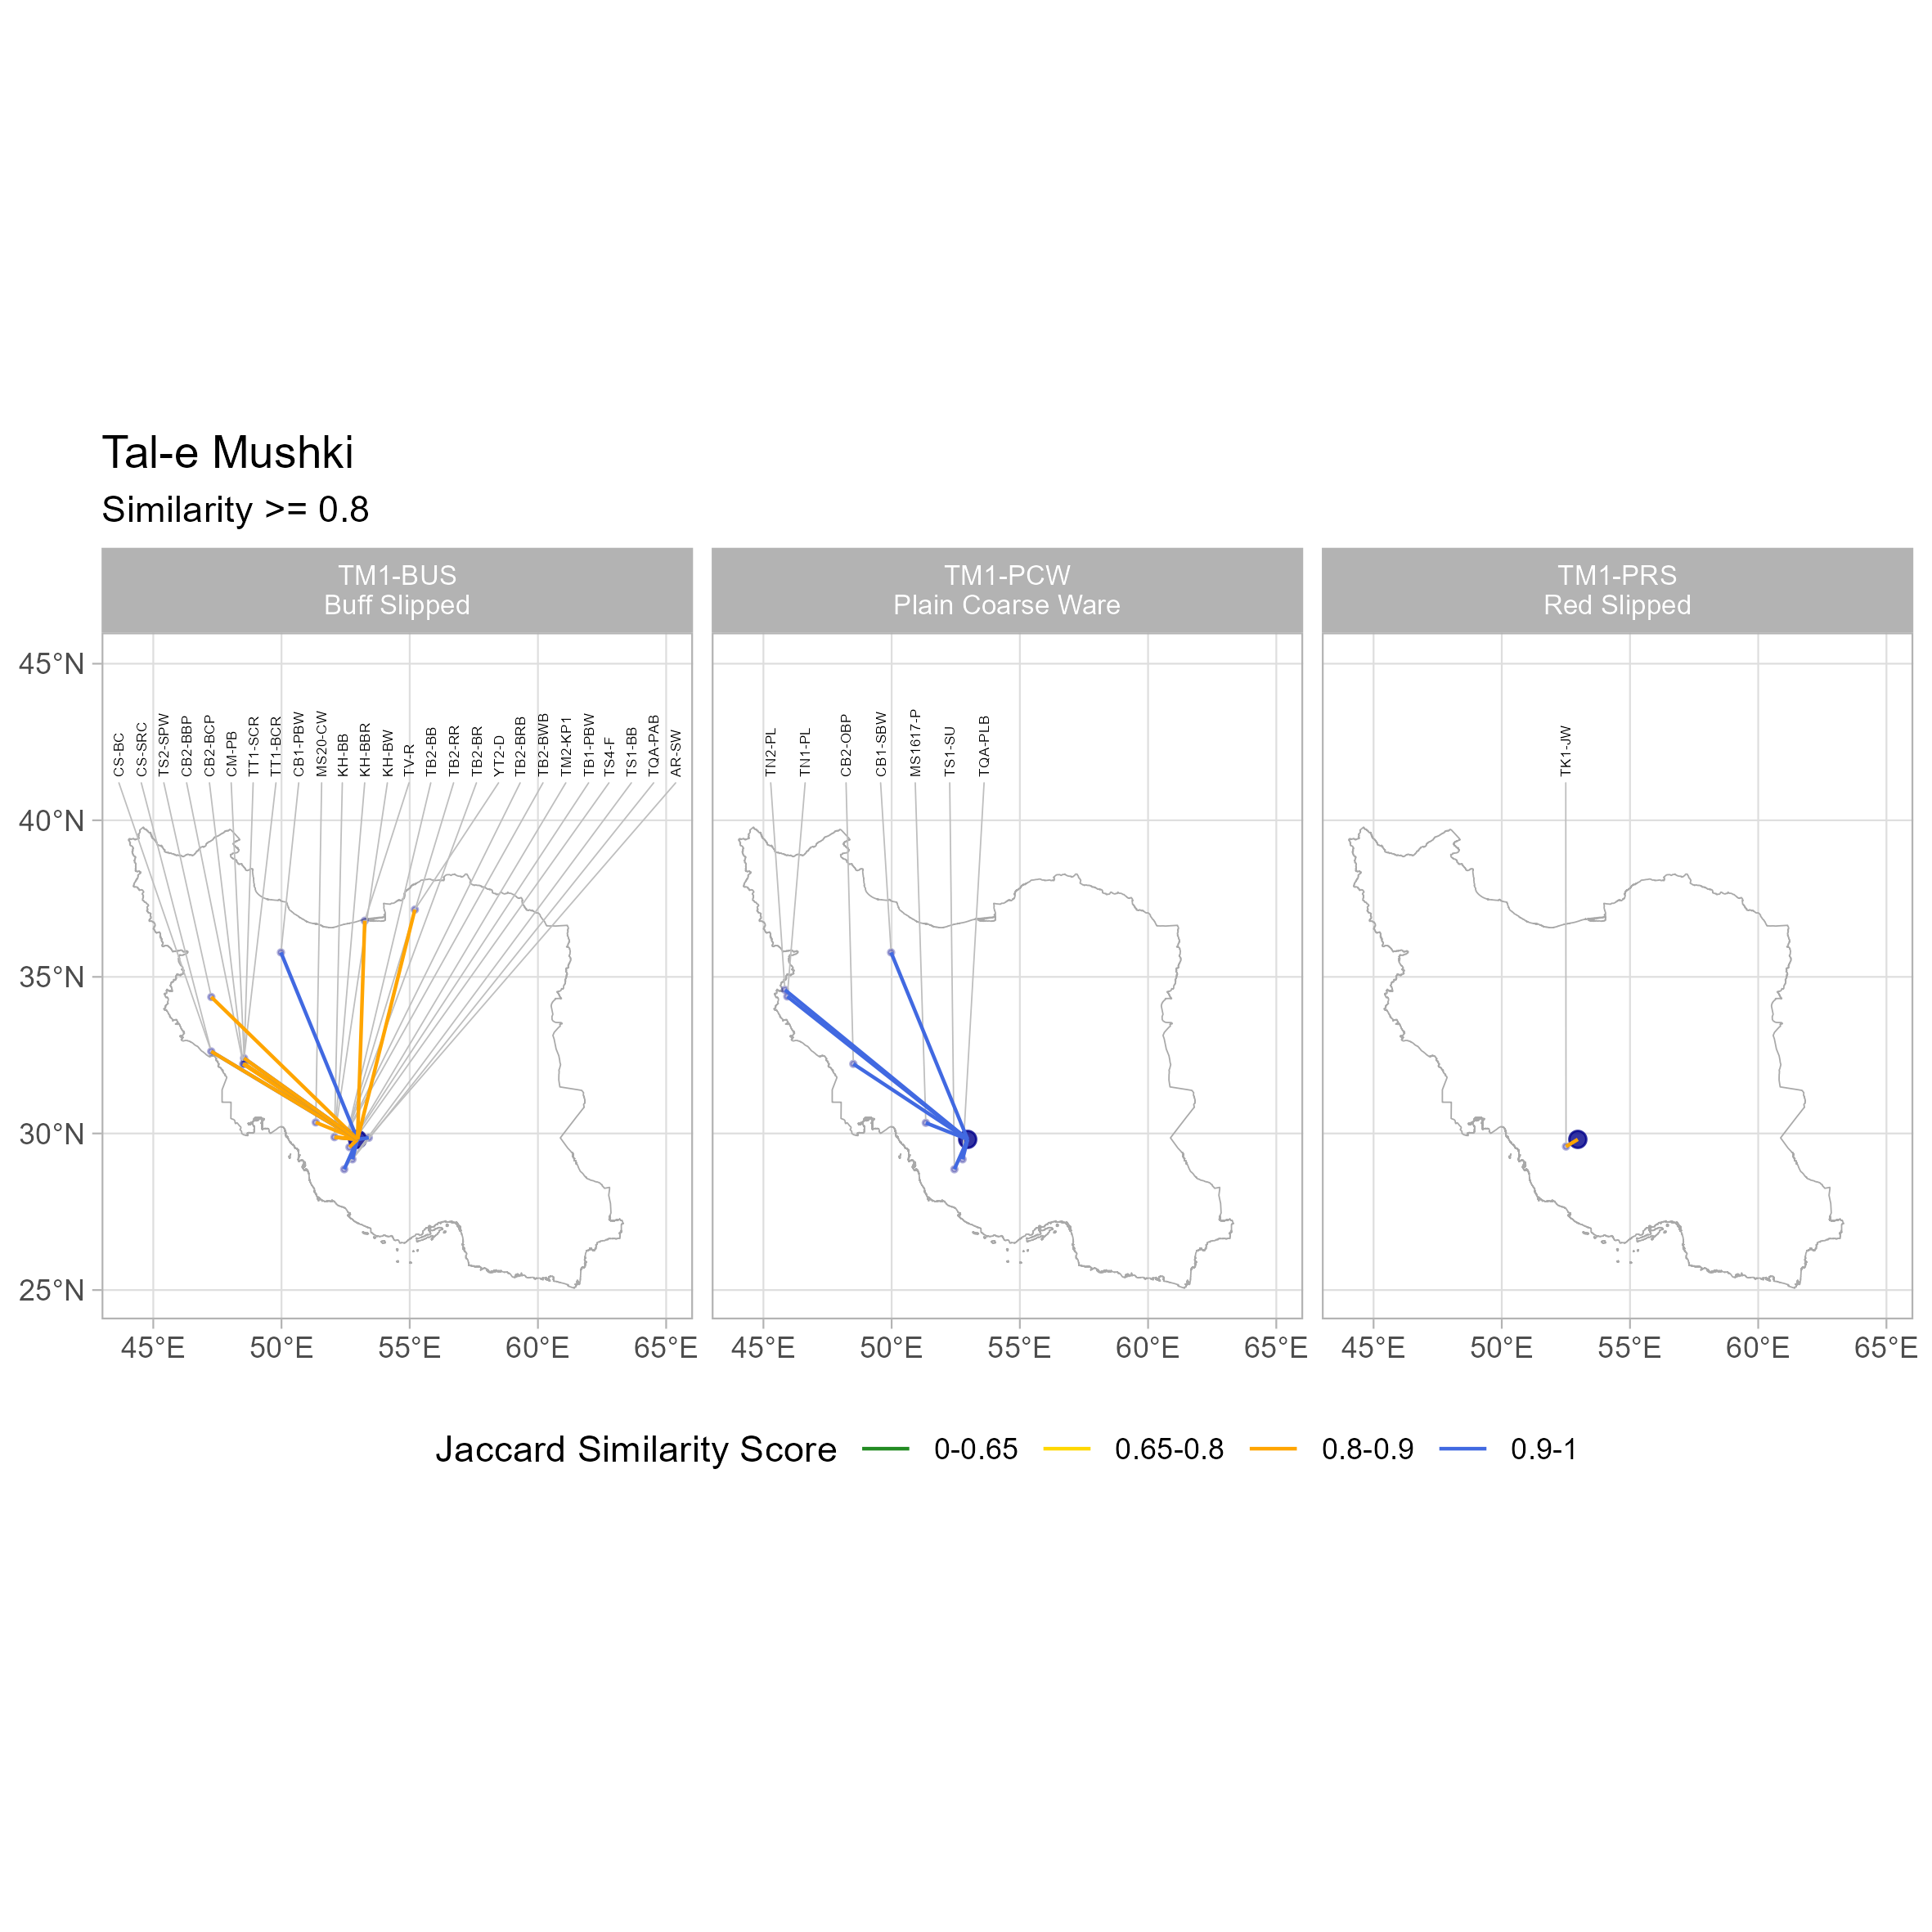 Tal-e Mushki
Similarity >= 0.8
TM1-BUS
Buff Slipped
TM1-PCW
Plain Coarse Ware
TM1-PRS
Red Slipped
45°N
40°N
35°N
30°N
25°N
CS-BC
CS-SRC
TS2-SPW
CB2-BBP
CB2-BCP
CM-PB
TT1-SCR
TT1-BCR
CB1-PBW
MS20-CW
KH-BB
KH-BBR
KH-BW
TV-R
TB2-BB
TB2-RR
TB2-BR
YT2-D
TB2-BRB
TB2-BWB
TM2-KP1
TB1-PBW
TS4-F
TS1-BB
TQA-PAB
AR-SW
TN2-PL
TN1-PL
CB2-OBP
CB1-SBW
MS1617-P
TS1-SU
TQA-PLB
TK1-JW
45°E 50°E 55°E 60°E 65°E
45°E 50°E 55°E 60°E 65°E
45°E 50°E 55°E 60°E 65°E
Jaccard Similarity Score 0-0.65 0.65-0.8 0.8-0.9 0.9-1